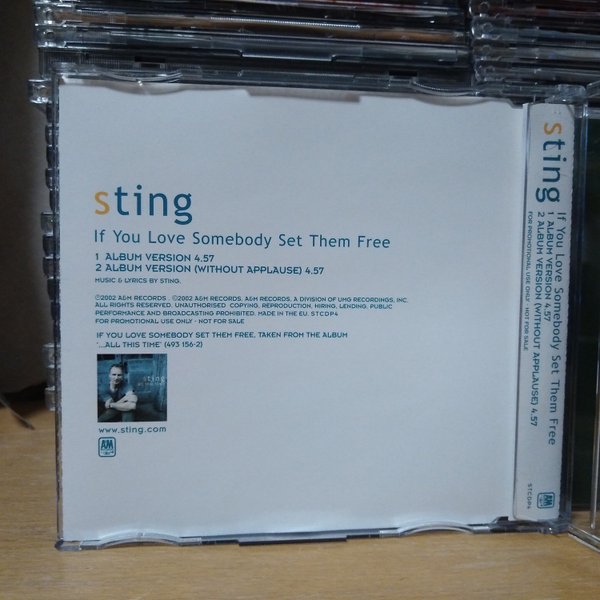 sting
If You Love Somebody Set Them Free
1 ALBUM VERSION 4.57
2 ALBUM VERSION (WITHOUT APPLAUSE) 4.57
MUSIC & LYRICS BY STING.
℗2002 A&M RECORDS. ©2002 A&M RECORDS. A&M RECORDS, A DIVISION OF UMG RECORDINGS, INC.
ALL RIGHTS RESERVED. UNAUTHORISED COPYING, REPRODUCTION, HIRING, LENDING, PUBLIC
PERFORMANCE AND BROADCASTING PROHIBITED. MADE IN THE EU. STCDP4
FOR PROMOTIONAL USE ONLY - NOT FOR SALE
IF YOU LOVE SOMEBODY SET THEM FREE, TAKEN FROM THE ALBUM
'...ALL THIS TIME' (493 156-2)
sting
www.sting.com
A&M
sting
If You Love Somebody Set Them Free
1 ALBUM VERSION 4.57
2 ALBUM VERSION (WITHOUT APPLAUSE) 4.57
FOR PROMOTIONAL USE ONLY - NOT FOR SALE
STCDP4
A&M